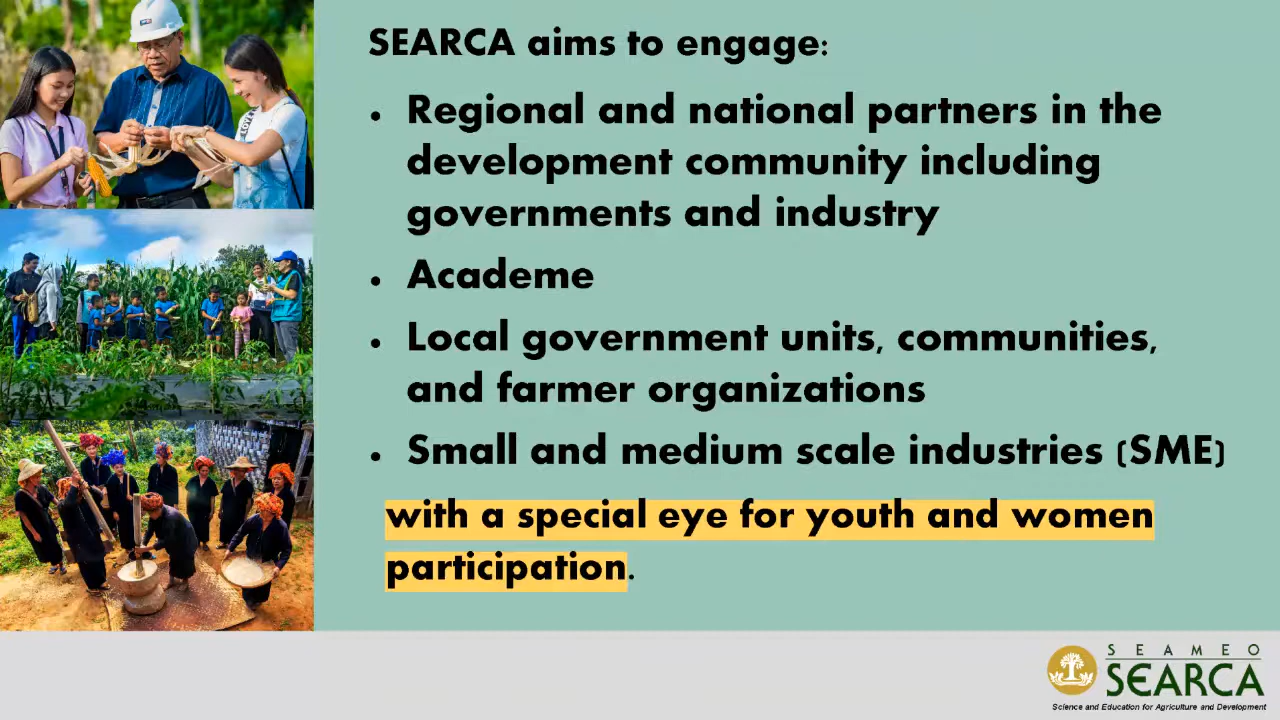 SEARCA aims to engage:
• Regional and national partners in the
development community including
governments and industry
• Academe
• Local government units, communities,
and farmer organizations
• Small and medium scale industries (SME)
with a special eye for youth and women
participation.
SEAMEO
SEARCA
Science and Education for Agriculture and Development